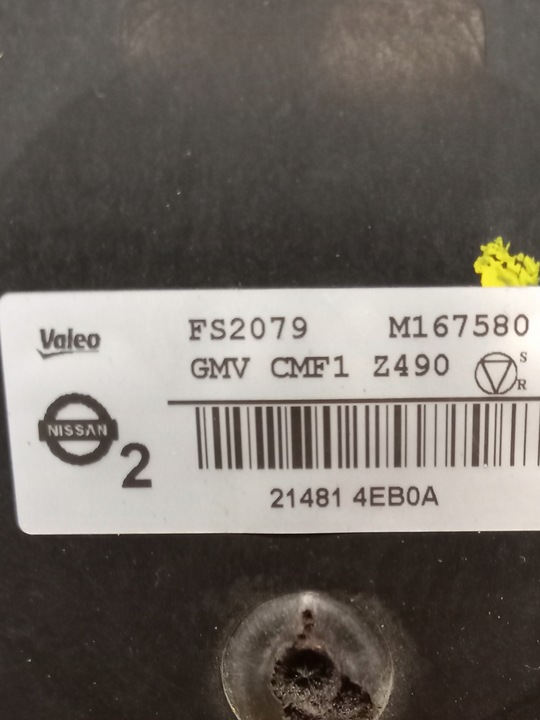 Valeo
FS2079 M167580
GMV CMF1 Z490
S
R
NISSAN
2
21481 4EB0A